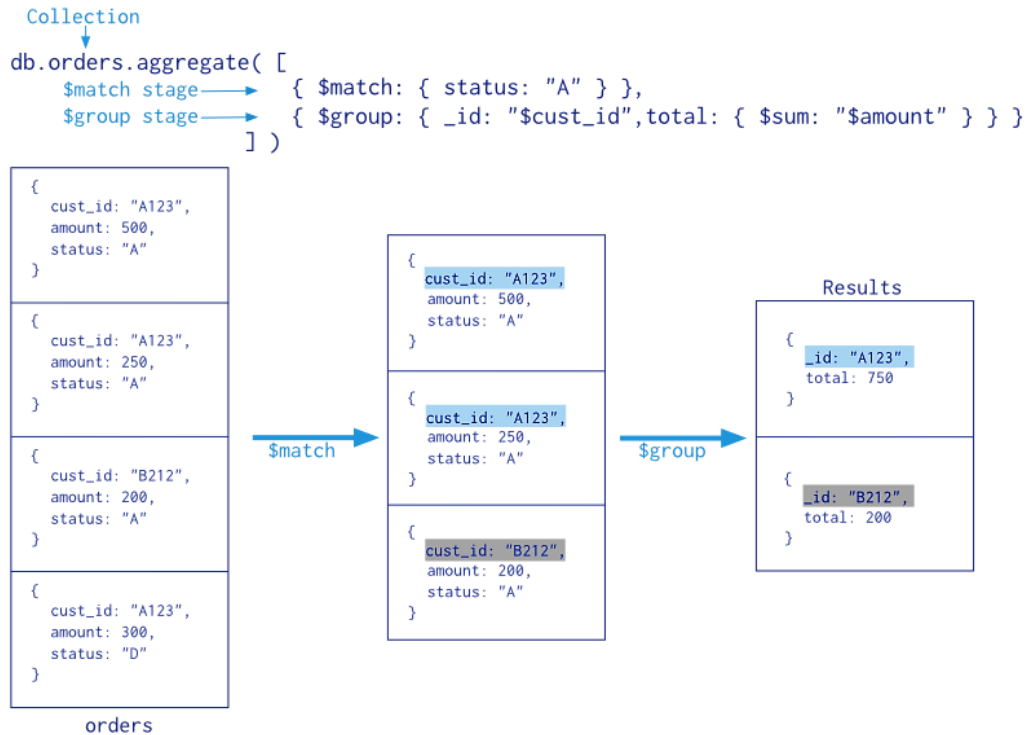 Collection
db.orders.aggregate( [
$match stage
{ $match: { status: "A" } },
$group stage
{ $group: { _id: "$cust_id",total: { $sum: "$amount" } } }
] )
{
cust_id: "A123",
amount: 500,
status: "A"
}
{
cust_id: "A123",
amount: 250,
status: "A"
}
{
cust_id: "B212",
amount: 200,
status: "A"
}
{
cust_id: "A123",
amount: 300,
status: "D"
}
orders
$match
{
cust_id: "A123",
amount: 500,
status: "A"
}
{
cust_id: "A123",
amount: 250,
status: "A"
}
{
cust_id: "B212",
amount: 200,
status: "A"
}
$group
Results
{
_id: "A123",
total: 750
}
{
_id: "B212",
total: 200
}